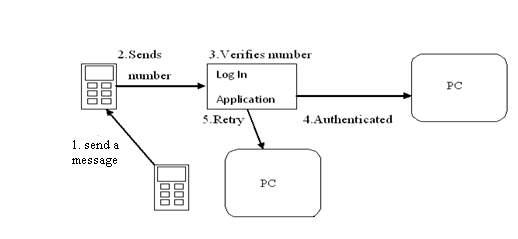 2.Sends
number
3.Verifies number
Log In
Application
PC
5.Retry
4.Authenticated
1. send a
message
PC